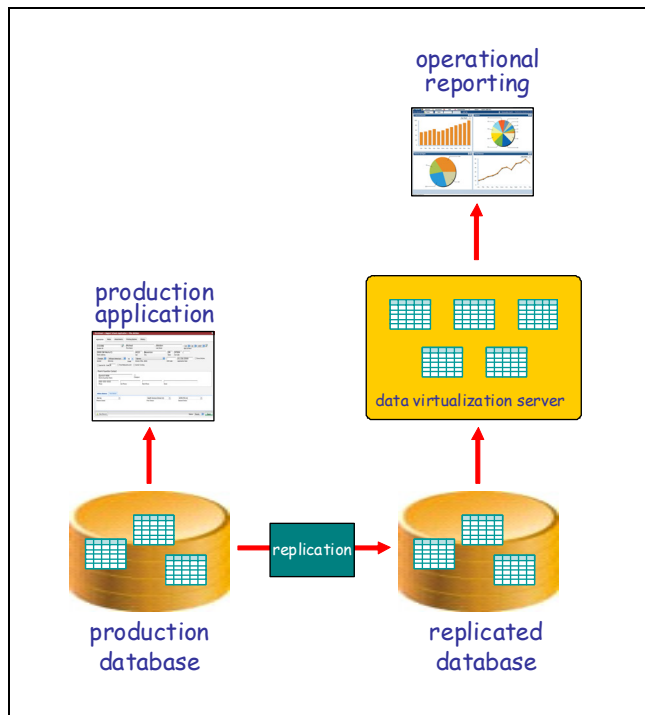 operational
reporting
production
application
data virtualization server
replication
production
database
replicated
database